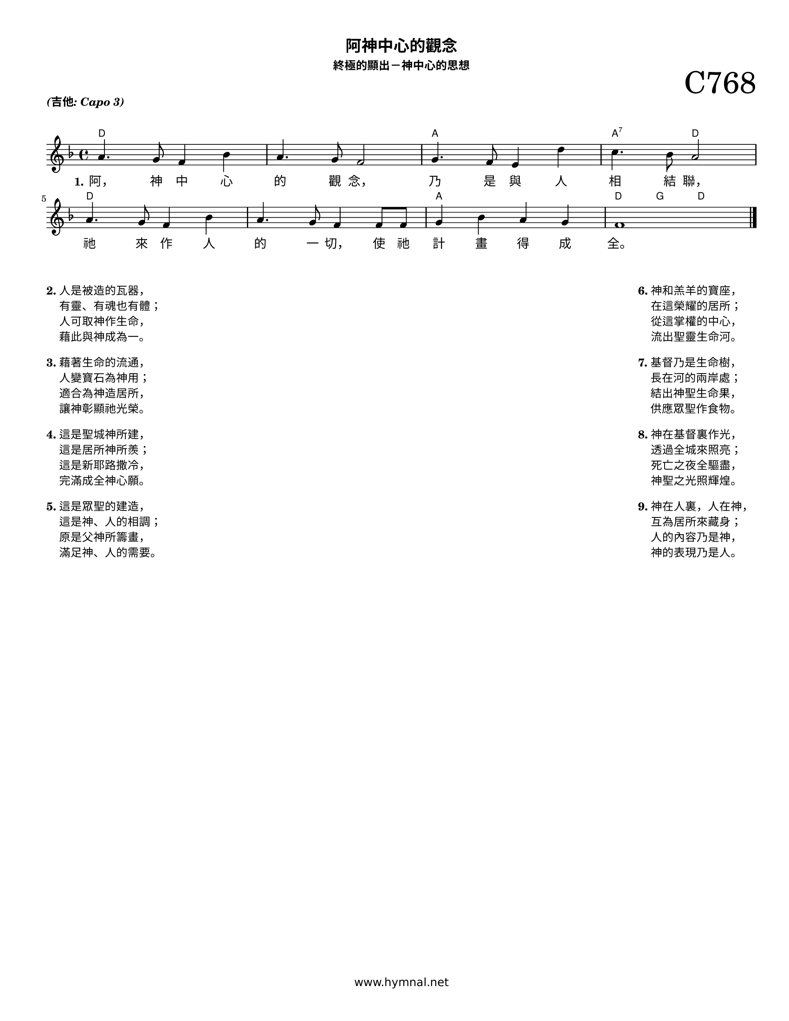 阿神中心的觀念
終極的顯出－神中心的思想
C768
(吉他: Capo 3)
D A A7 D
1. 阿， 神 中 心 的 觀 念， 乃 是 與 人 相 結 聯，
5
D A D G D
祂 來 作 人 的 一 切， 使 祂 計 畫 得 成 全。
2. 人是被造的瓦器，
有靈、有魂也有體；
人可取神作生命，
藉此與神成為一。
3. 藉著生命的流通，
人變寶石為神用；
適合為神造居所，
讓神彰顯祂光榮。
4. 這是聖城神所建，
這是居所神所羨；
這是新耶路撒冷，
完滿成全神心願。
5. 這是眾聖的建造，
這是神、人的相調；
原是父神所籌畫，
滿足神、人的需要。
6. 神和羔羊的寶座，
在這榮耀的居所；
從這掌權的中心，
流出聖靈生命河。
7. 基督乃是生命樹，
長在河的兩岸處；
結出神聖生命果，
供應眾聖作食物。
8. 神在基督裏作光，
透過全城來照亮；
死亡之夜全驅盡，
神聖之光照輝煌。
9. 神在人裏，人在神，
互為居所來藏身；
人的內容乃是神，
神的表現乃是人。
www.hymnal.net